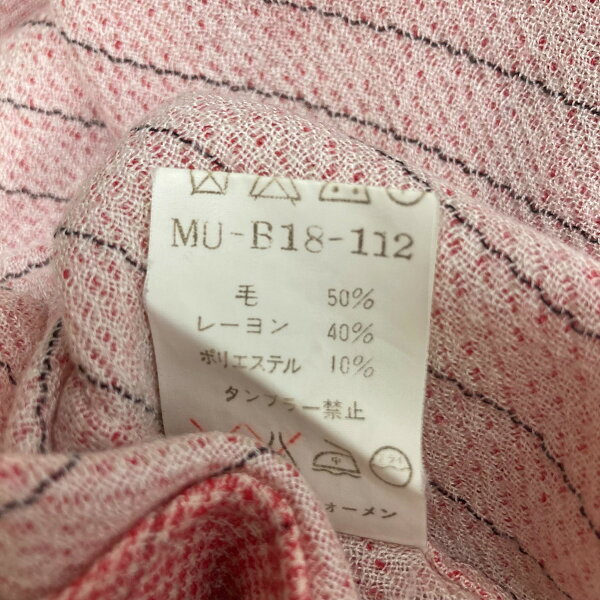 MU-B18-112
毛 50%
レーヨン 40%
ポリエステル 10%
タンブラー禁止
ォーメン